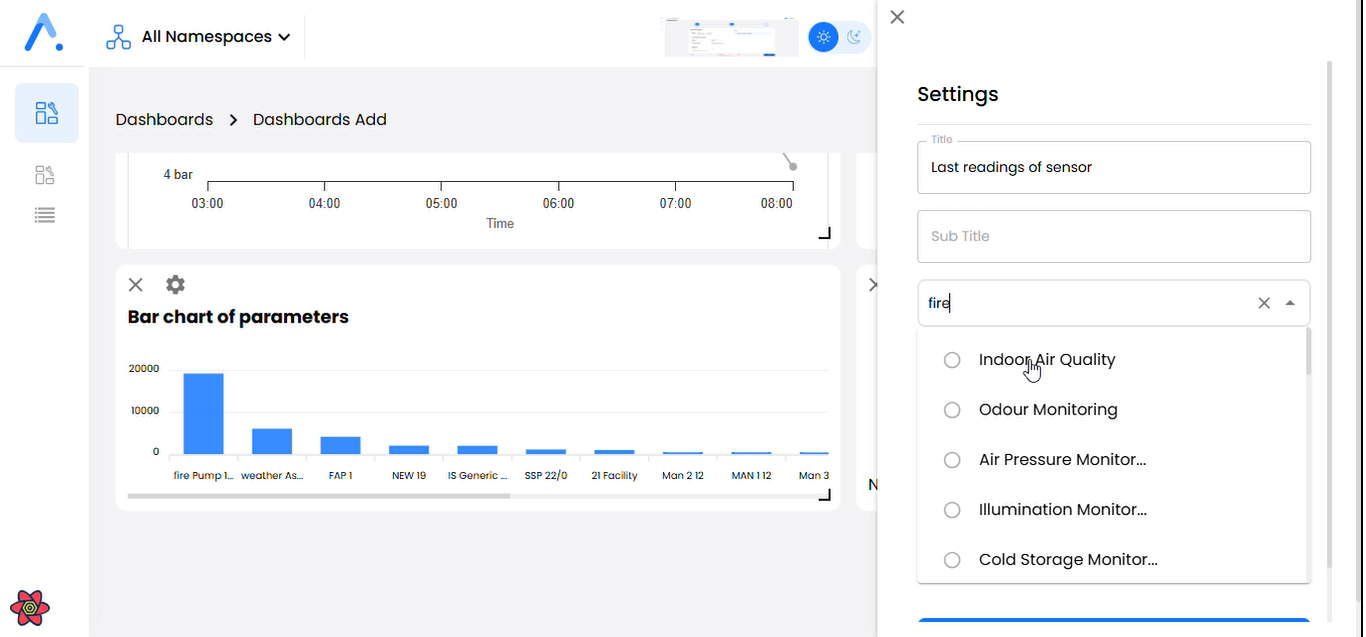 All Namespaces
Dashboards > Dashboards Add
4 bar
03:00 04:00 05:00 06:00 07:00 08:00
Time
Bar chart of parameters
20000
10000
0
fire Pump 1... weather As... FAP 1 NEW 19 IS Generic ... SSP 22/0 21 Facility Man 2 12 MAN 1 12 Man 3
N
Settings
Title
Last readings of sensor
Sub Title
fire
Indoor Air Quality
Odour Monitoring
Air Pressure Monitor...
Illumination Monitor...
Cold Storage Monitor...